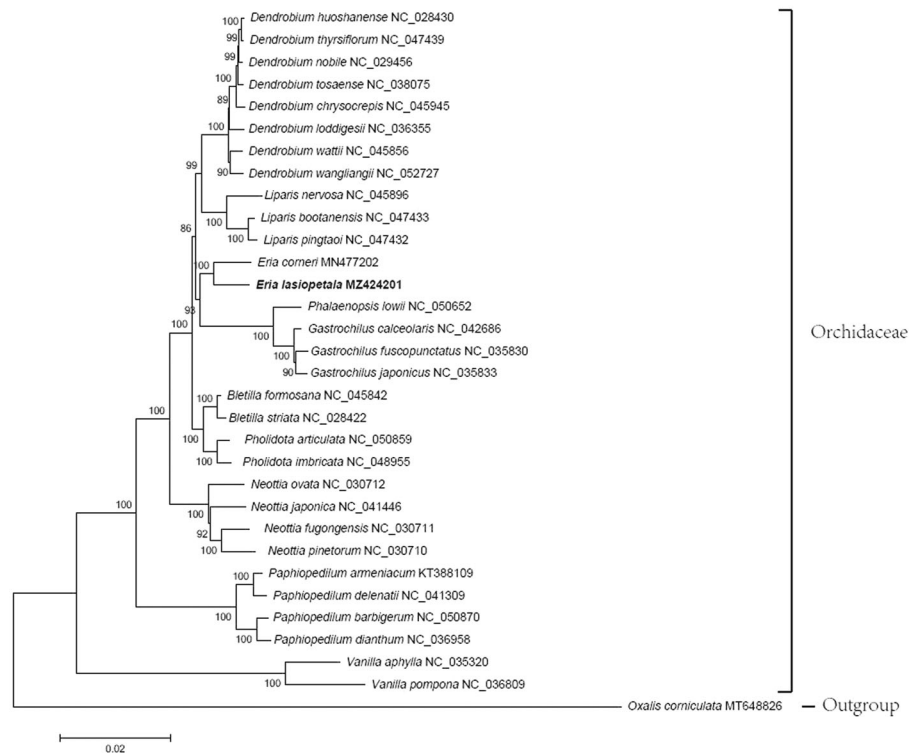 100
Dendrobium huoshanense NC_028430
99
Dendrobium thyrsiflorum NC_047439
99
Dendrobium nobile NC_029456
100
Dendrobium tosaense NC_038075
89
Dendrobium chrysocrepis NC_045945
100
Dendrobium loddigesii NC_036355
Dendrobium wattii NC_045856
99
90
Dendrobium wangliangii NC_052727
Liparis nervosa NC_045896
100
Liparis bootanensis NC_047433
86
100
Liparis pingtaoi NC_047432
100
Eria corneri MN477202
Eria lasiopetala MZ424201
93
Phalaenopsis lowii NC_050652
100
100
Gastrochilus calceolaris NC_042686
Orchidaceae
100
Gastrochilus fuscopunctatus NC_035830
90
Gastrochilus japonicus NC_035833
100
Bletilla formosana NC_045842
100
Bletilla striata NC_028422
100
Pholidota articulata NC_050859
100
Pholidota imbricata NC_048955
Neottia ovata NC_030712
100
100
Neottia japonica NC_041446
92
Neottia fugongensis NC_030711
100
Neottia pinetorum NC_030710
100
Paphiopedilum armeniacum KT388109
Paphiopedilum delenatii NC_041309
100
Paphiopedilum barbigerum NC_050870
100
Paphiopedilum dianthum NC_036958
Vanilla aphylla NC_035320
100
Vanilla pompona NC_036809
Oxalis corniculata MT648826
Outgroup
0.02